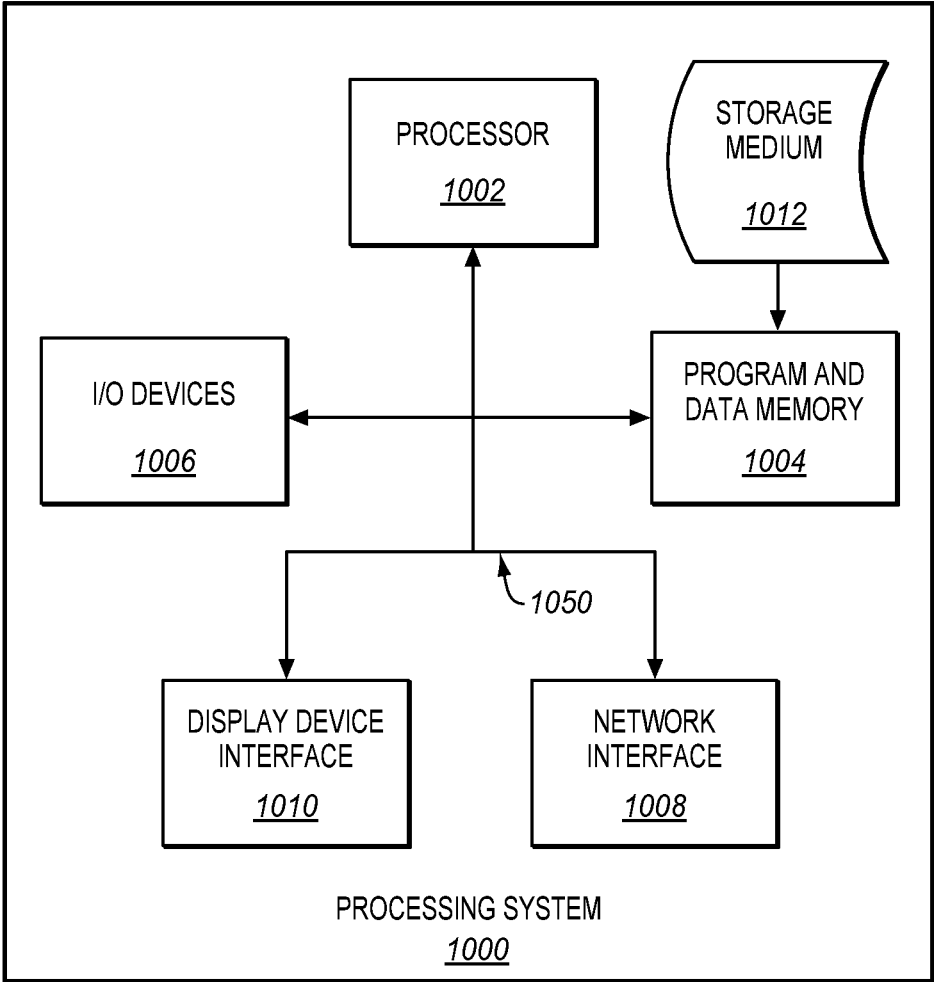 PROCESSOR
1002
STORAGE
MEDIUM
1012
I/O DEVICES
1006
PROGRAM AND
DATA MEMORY
1004
1050
DISPLAY DEVICE
INTERFACE
1010
NETWORK
INTERFACE
1008
PROCESSING SYSTEM
1000